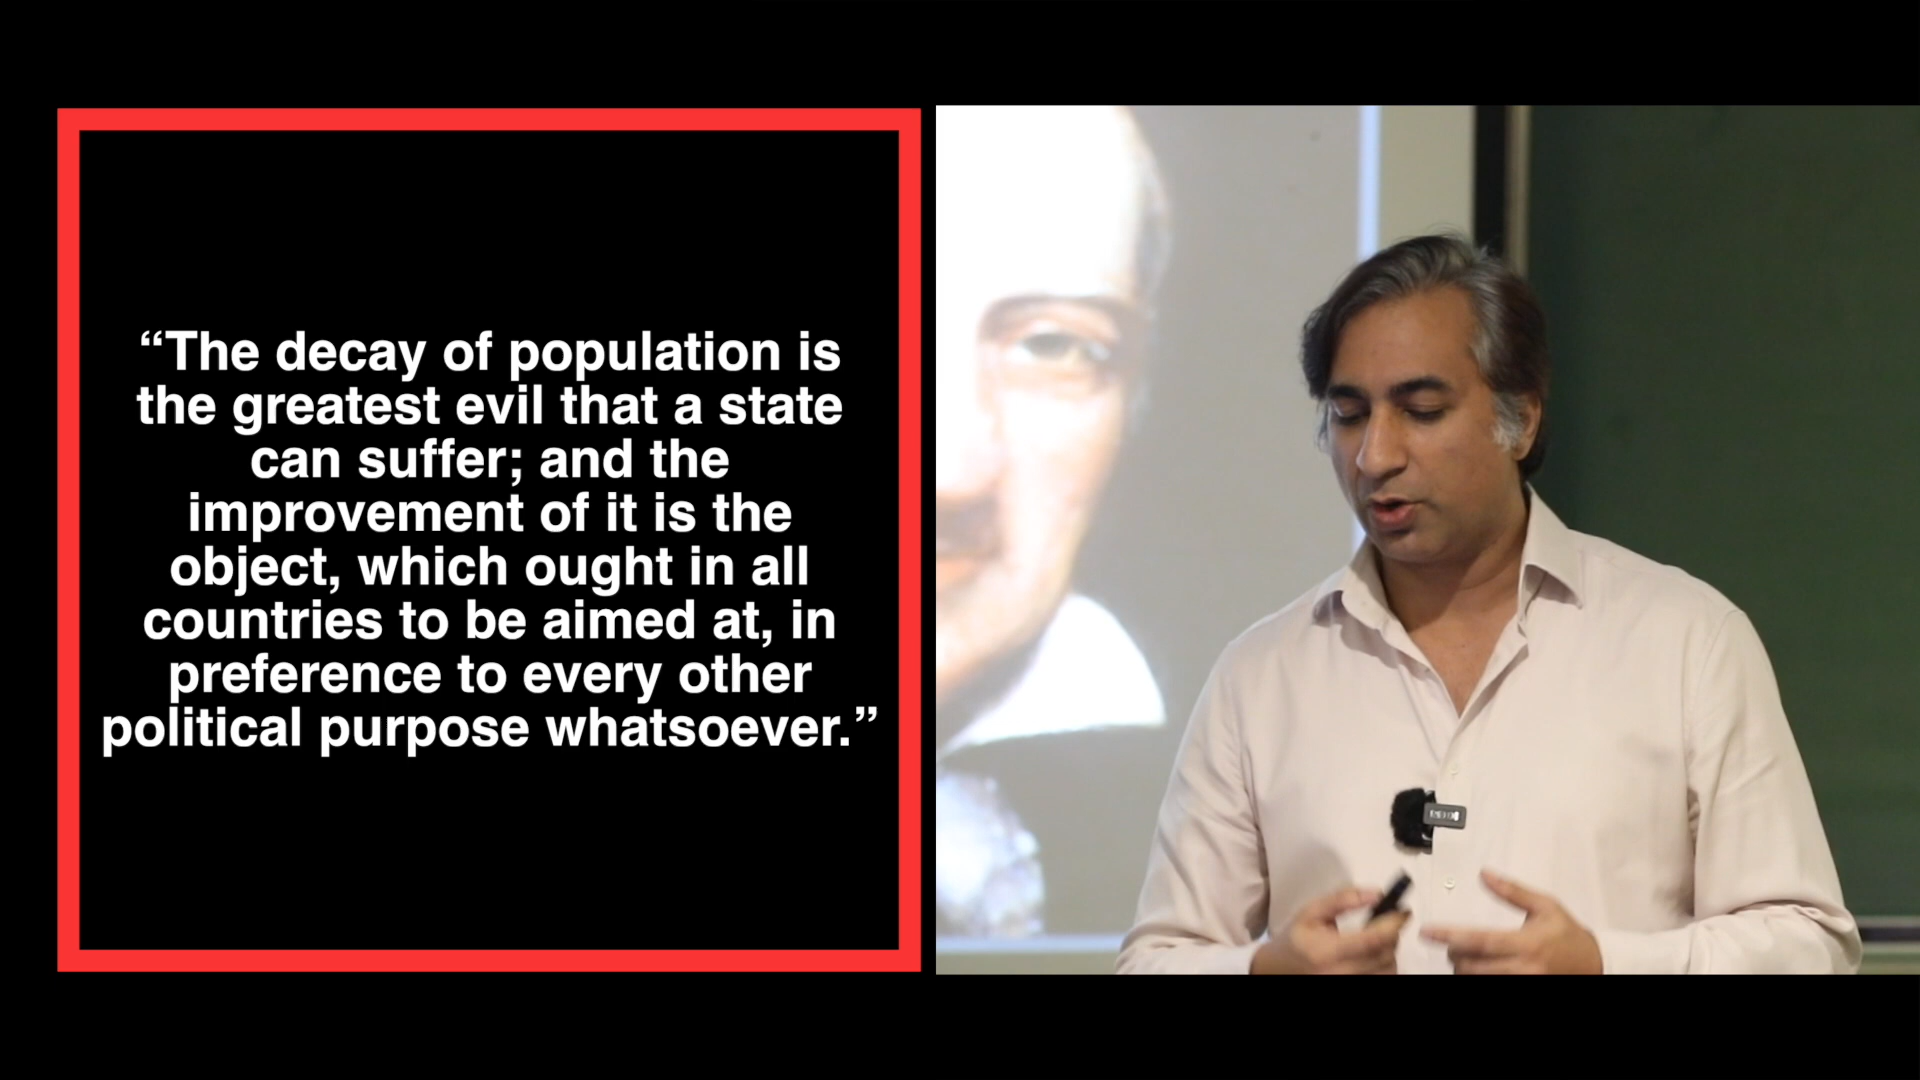 “The decay of population is
the greatest evil that a state
can suffer; and the
improvement of it is the
object, which ought in all
countries to be aimed at, in
preference to every other
political purpose whatsoever.”